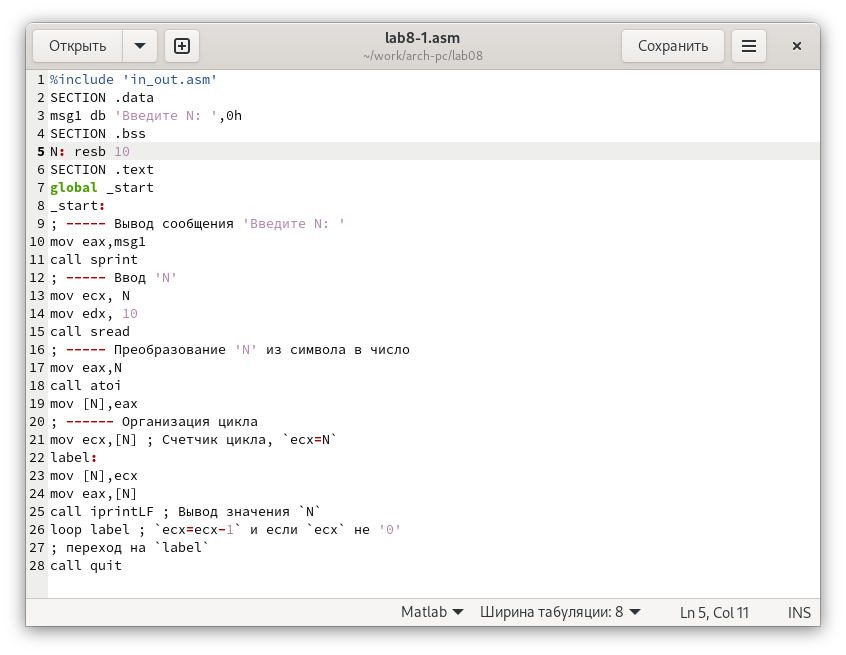 Открыть
lab8-1.asm
~/work/arch-pc/lab08
Сохранить
1 %include 'in_out.asm'
2 SECTION .data
3 msg1 db 'Введите N: ',0h
4 SECTION .bss
5 N: resb 10
6 SECTION .text
7 global _start
8 _start:
9 ; ----- Вывод сообщения 'Введите N: '
10 mov eax,msg1
11 call sprint
12 ; ----- Ввод 'N'
13 mov ecx, N
14 mov edx, 10
15 call sread
16 ; ----- Преобразование 'N' из символа в число
17 mov eax,N
18 call atoi
19 mov [N],eax
20 ; ------ Организация цикла
21 mov ecx,[N] ; Счетчик цикла, `ecx=N`
22 label:
23 mov [N],ecx
24 mov eax,[N]
25 call iprintLF ; Вывод значения `N`
26 loop label ; `ecx=ecx-1` и если `ecx` не '0'
27 ; переход на `label`
28 call quit
Matlab Ширина табуляции: 8 Ln 5, Col 11 INS